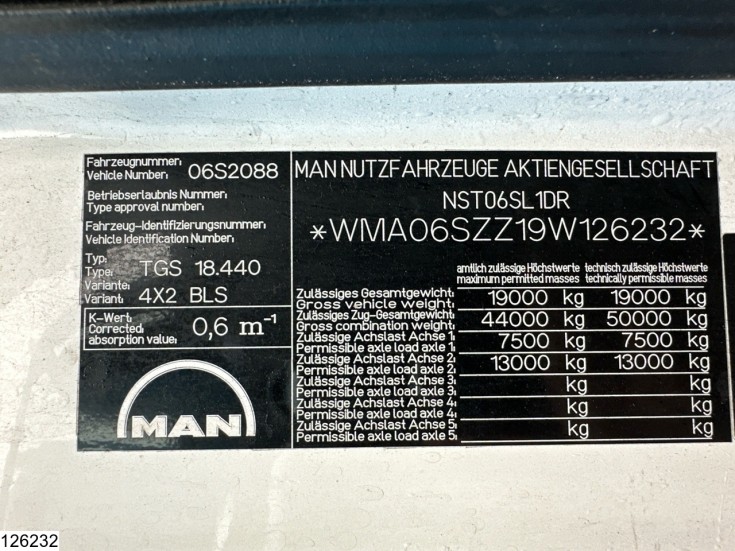 Fahrzeugnummer:
Vehicle Number: 06S2088
Betriebserlaubnis Nummer:
Type approval number:
Fahrzeug-Identifizierungsnummer:
Vehicle Identification Number:
Typ:
Type: TGS 18.440
Variante:
Variant: 4X2 BLS
K-Wert:
Corrected
absorption value: 0,6 m⁻¹
MAN
MAN NUTZFAHRZEUGE AKTIENGESELLSCHAFT
NST06SL1DR
*WMA06SZZ19W126232*
amtlich zulässige Höchstwerte technisch zulässige Höchstwerte
maximum permitted masses technically permissible masses
Zulässiges Gesamtgewicht:
Gross vehicle weight: 19000 kg 19000 kg
Zulässiges Zug-Gesamtgewicht:
Gross combination weight: 44000 kg 50000 kg
Zulässige Achslast Achse 1:
Permissible axle load axle 1: 7500 kg 7500 kg
Zulässige Achslast Achse 2:
Permissible axle load axle 2: 13000 kg 13000 kg
Zulässige Achslast Achse 3:
Permissible axle load axle 3: kg kg
Zulässige Achslast Achse 4:
Permissible axle load axle 4: kg kg
Zulässige Achslast Achse 5:
Permissible axle load axle 5: kg kg
126232